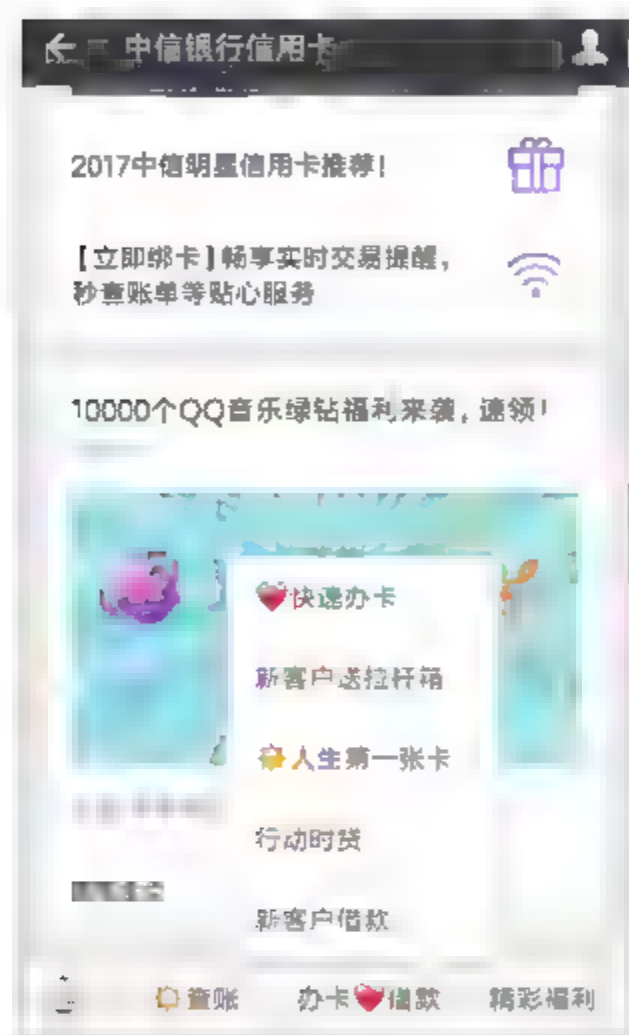 中信银行信用卡
2017中信明星信用卡推荐!
【立即绑卡】畅享实时交易提醒,
秒查账单等贴心服务
10000个QQ音乐绿钻福利来袭,速领!
快速办卡
新客户送拉杆箱
人生第一张卡
行动时贷
新客户借款
查账 办卡 借款 精彩福利